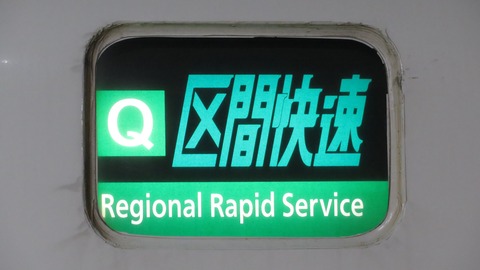 Q 区間快速
Regional Rapid Service